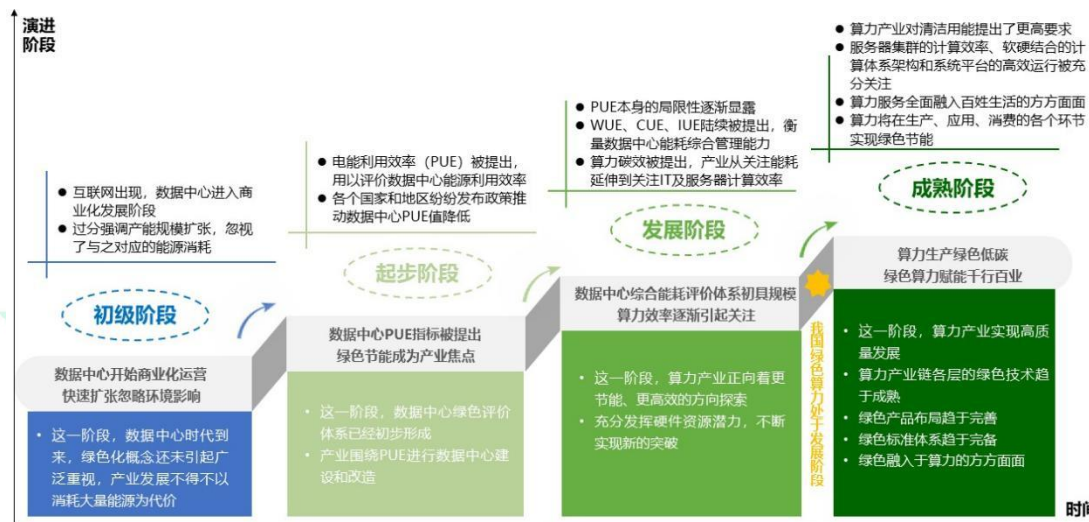 演进
阶段
● 互联网出现，数据中心进入商
业化发展阶段
● 过分强调产能规模扩张，忽视
了与之对应的能源消耗
初级阶段
数据中心开始商业化运营
快速扩张忽略环境影响
• 这一阶段，数据中心时代到
来，绿色化概念还未引起广
泛重视，产业发展不得不以
消耗大量能源为代价
● 电能利用效率（PUE）被提出，
用以评价数据中心能源利用效率
● 各个国家和地区纷纷发布政策推
动数据中心PUE值降低
起步阶段
数据中心PUE指标被提出
绿色节能成为产业焦点
• 这一阶段，数据中心绿色评价
体系已经初步形成
• 产业围绕PUE进行数据中心建
设和改造
● PUE本身的局限性逐渐显露
● WUE、CUE、IUE陆续被提出，衡
量数据中心能耗综合管理能力
● 算力碳效被提出，产业从关注能耗
延伸到关注IT及服务器计算效率
发展阶段
数据中心综合能耗评价体系初具规模
算力效率逐渐引起关注
• 这一阶段，算力产业正向着更
节能、更高效的方向探索
• 充分发挥硬件资源潜力，不断
实现新的突破
我国绿色算力处于发展阶段
● 算力产业对清洁用能提出了更高要求
● 服务器集群的计算效率、软硬结合的计
算体系架构和系统平台的高效运行被充
分关注
● 算力服务全面融入百姓生活的方方面面
● 算力将在生产、应用、消费的各个环节
实现绿色节能
成熟阶段
算力生产绿色低碳
绿色算力赋能千行百业
• 这一阶段，算力产业实现高质
量发展
• 算力产业链各层的绿色技术趋
于成熟
• 绿色产品布局趋于完善
• 绿色标准体系趋于完备
• 绿色融入于算力的方方面面
时间